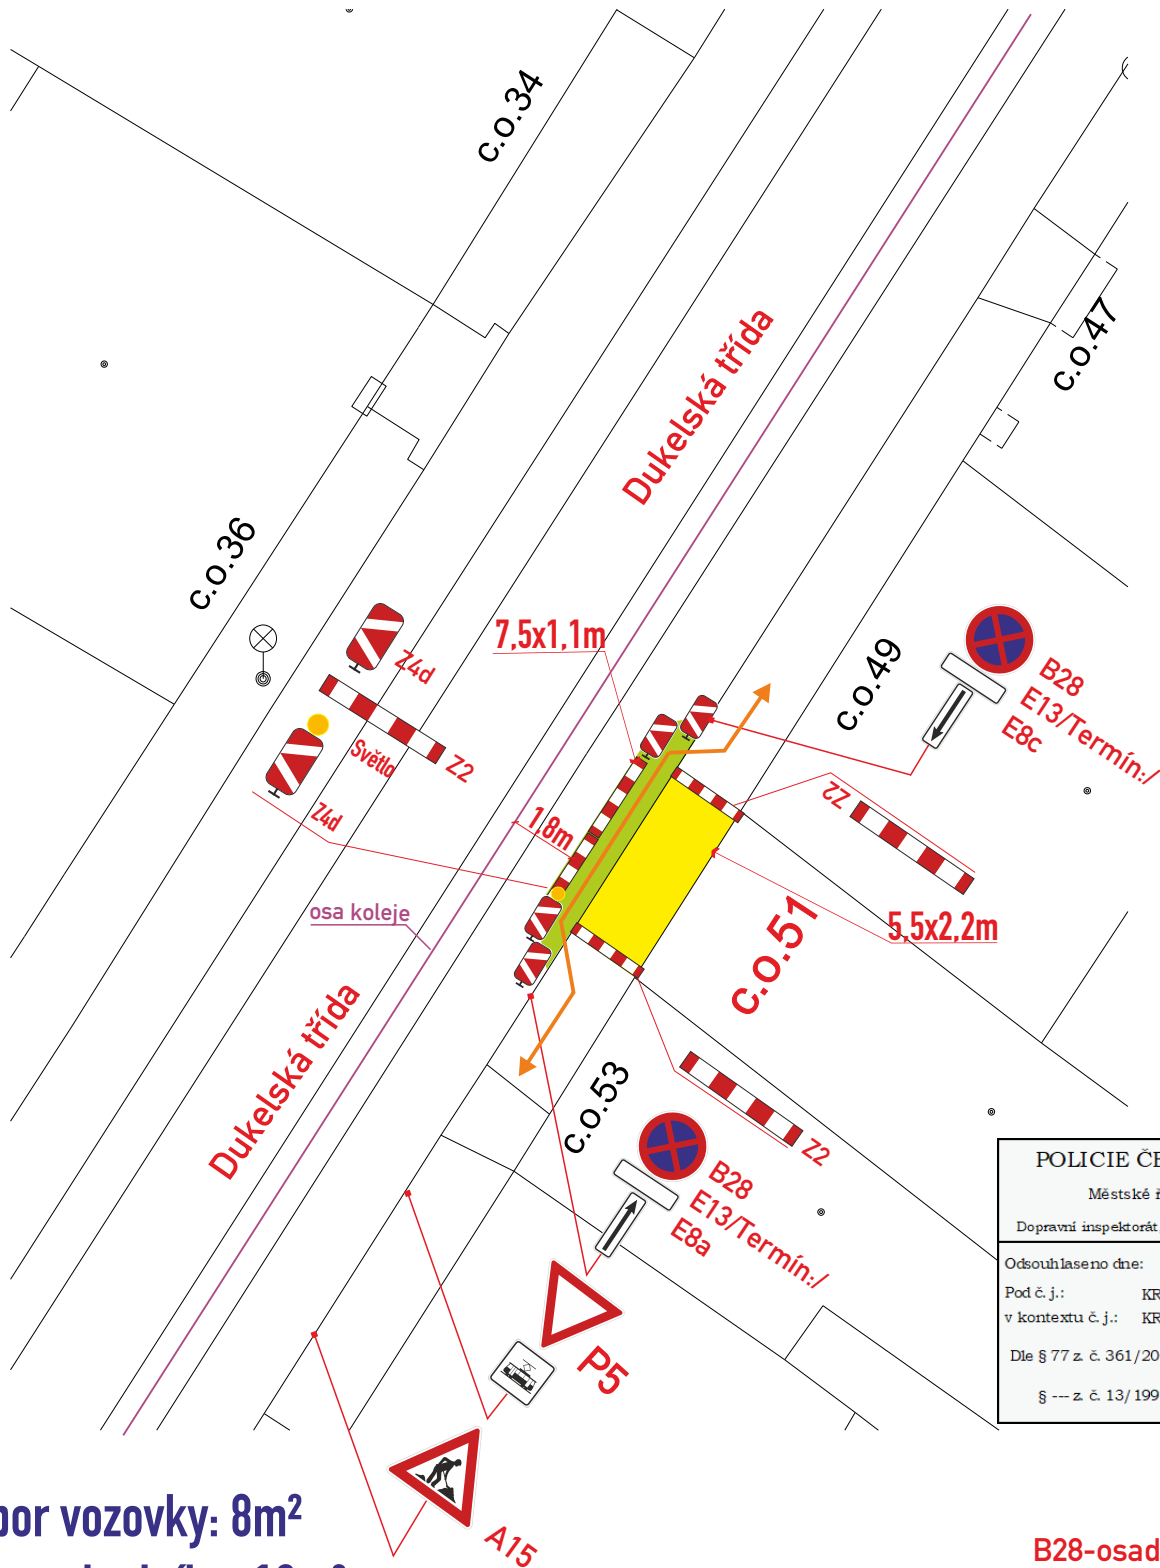 c.o.34
c.o.47
Dukelská třída
c.o.36
7,5x1,1m
Z4d
Světlo
Z2
Z4d
c.o.49
B28
E13/Termín:/
E8c
Z2
1,8m
osa koleje
5,5x2,2m
c.o.51
Dukelská třída
c.o.53
Z2
B28
E13/Termín:/
E8a
P5
A15
POLICIE ČE
Městské ř
Dopravní inspektorát
Odsouhlaseno dne:
Pod č. j.: KR
v kontextu č. j.: KR
Dle § 77 z. č. 361/20
§ --- z. č. 13/199
bor vozovky: 8m²
B28-osad